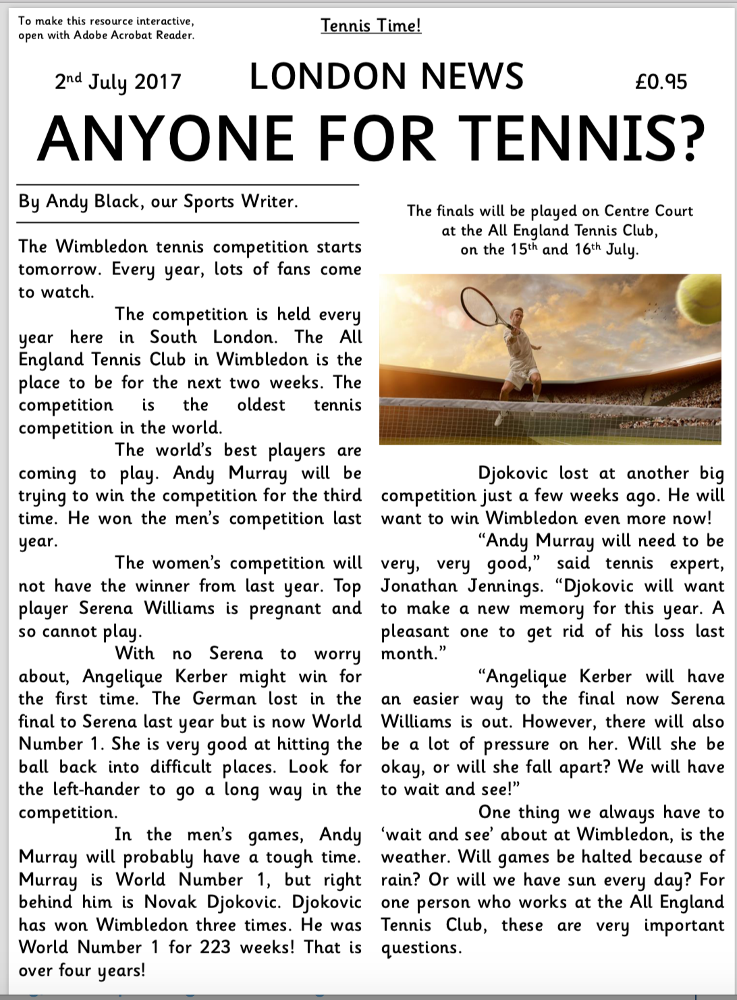 To make this resource interactive,
open with Adobe Acrobat Reader.
Tennis Time!
2nd July 2017
LONDON NEWS
£0.95
ANYONE FOR TENNIS?
By Andy Black, our Sports Writer.
The Wimbledon tennis competition starts
tomorrow. Every year, lots of fans come
to watch.
The competition is held every
year here in South London. The All
England Tennis Club in Wimbledon is the
place to be for the next two weeks. The
competition is the oldest tennis
competition in the world.
The world's best players are
coming to play. Andy Murray will be
trying to win the competition for the third
time. He won the men's competition last
year.
The women's competition will
not have the winner from last year. Top
player Serena Williams is pregnant and
so cannot play.
With no Serena to worry
about, Angelique Kerber might win for
the first time. The German lost in the
final to Serena last year but is now World
Number 1. She is very good at hitting the
ball back into difficult places. Look for
the left-hander to go a long way in the
competition.
In the men's games, Andy
Murray will probably have a tough time.
Murray is World Number 1, but right
behind him is Novak Djokovic. Djokovic
has won Wimbledon three times. He was
World Number 1 for 223 weeks! That is
over four years!
The finals will be played on Centre Court
at the All England Tennis Club,
on the 15th and 16th July.
Djokovic lost at another big
competition just a few weeks ago. He will
want to win Wimbledon even more now!
“Andy Murray will need to be
very, very good,” said tennis expert,
Jonathan Jennings. “Djokovic will want
to make a new memory for this year. A
pleasant one to get rid of his loss last
month.”
“Angelique Kerber will have
an easier way to the final now Serena
Williams is out. However, there will also
be a lot of pressure on her. Will she be
okay, or will she fall apart? We will have
to wait and see!”
One thing we always have to
‘wait and see’ about at Wimbledon, is the
weather. Will games be halted because of
rain? Or will we have sun every day? For
one person who works at the All England
Tennis Club, these are very important
questions.